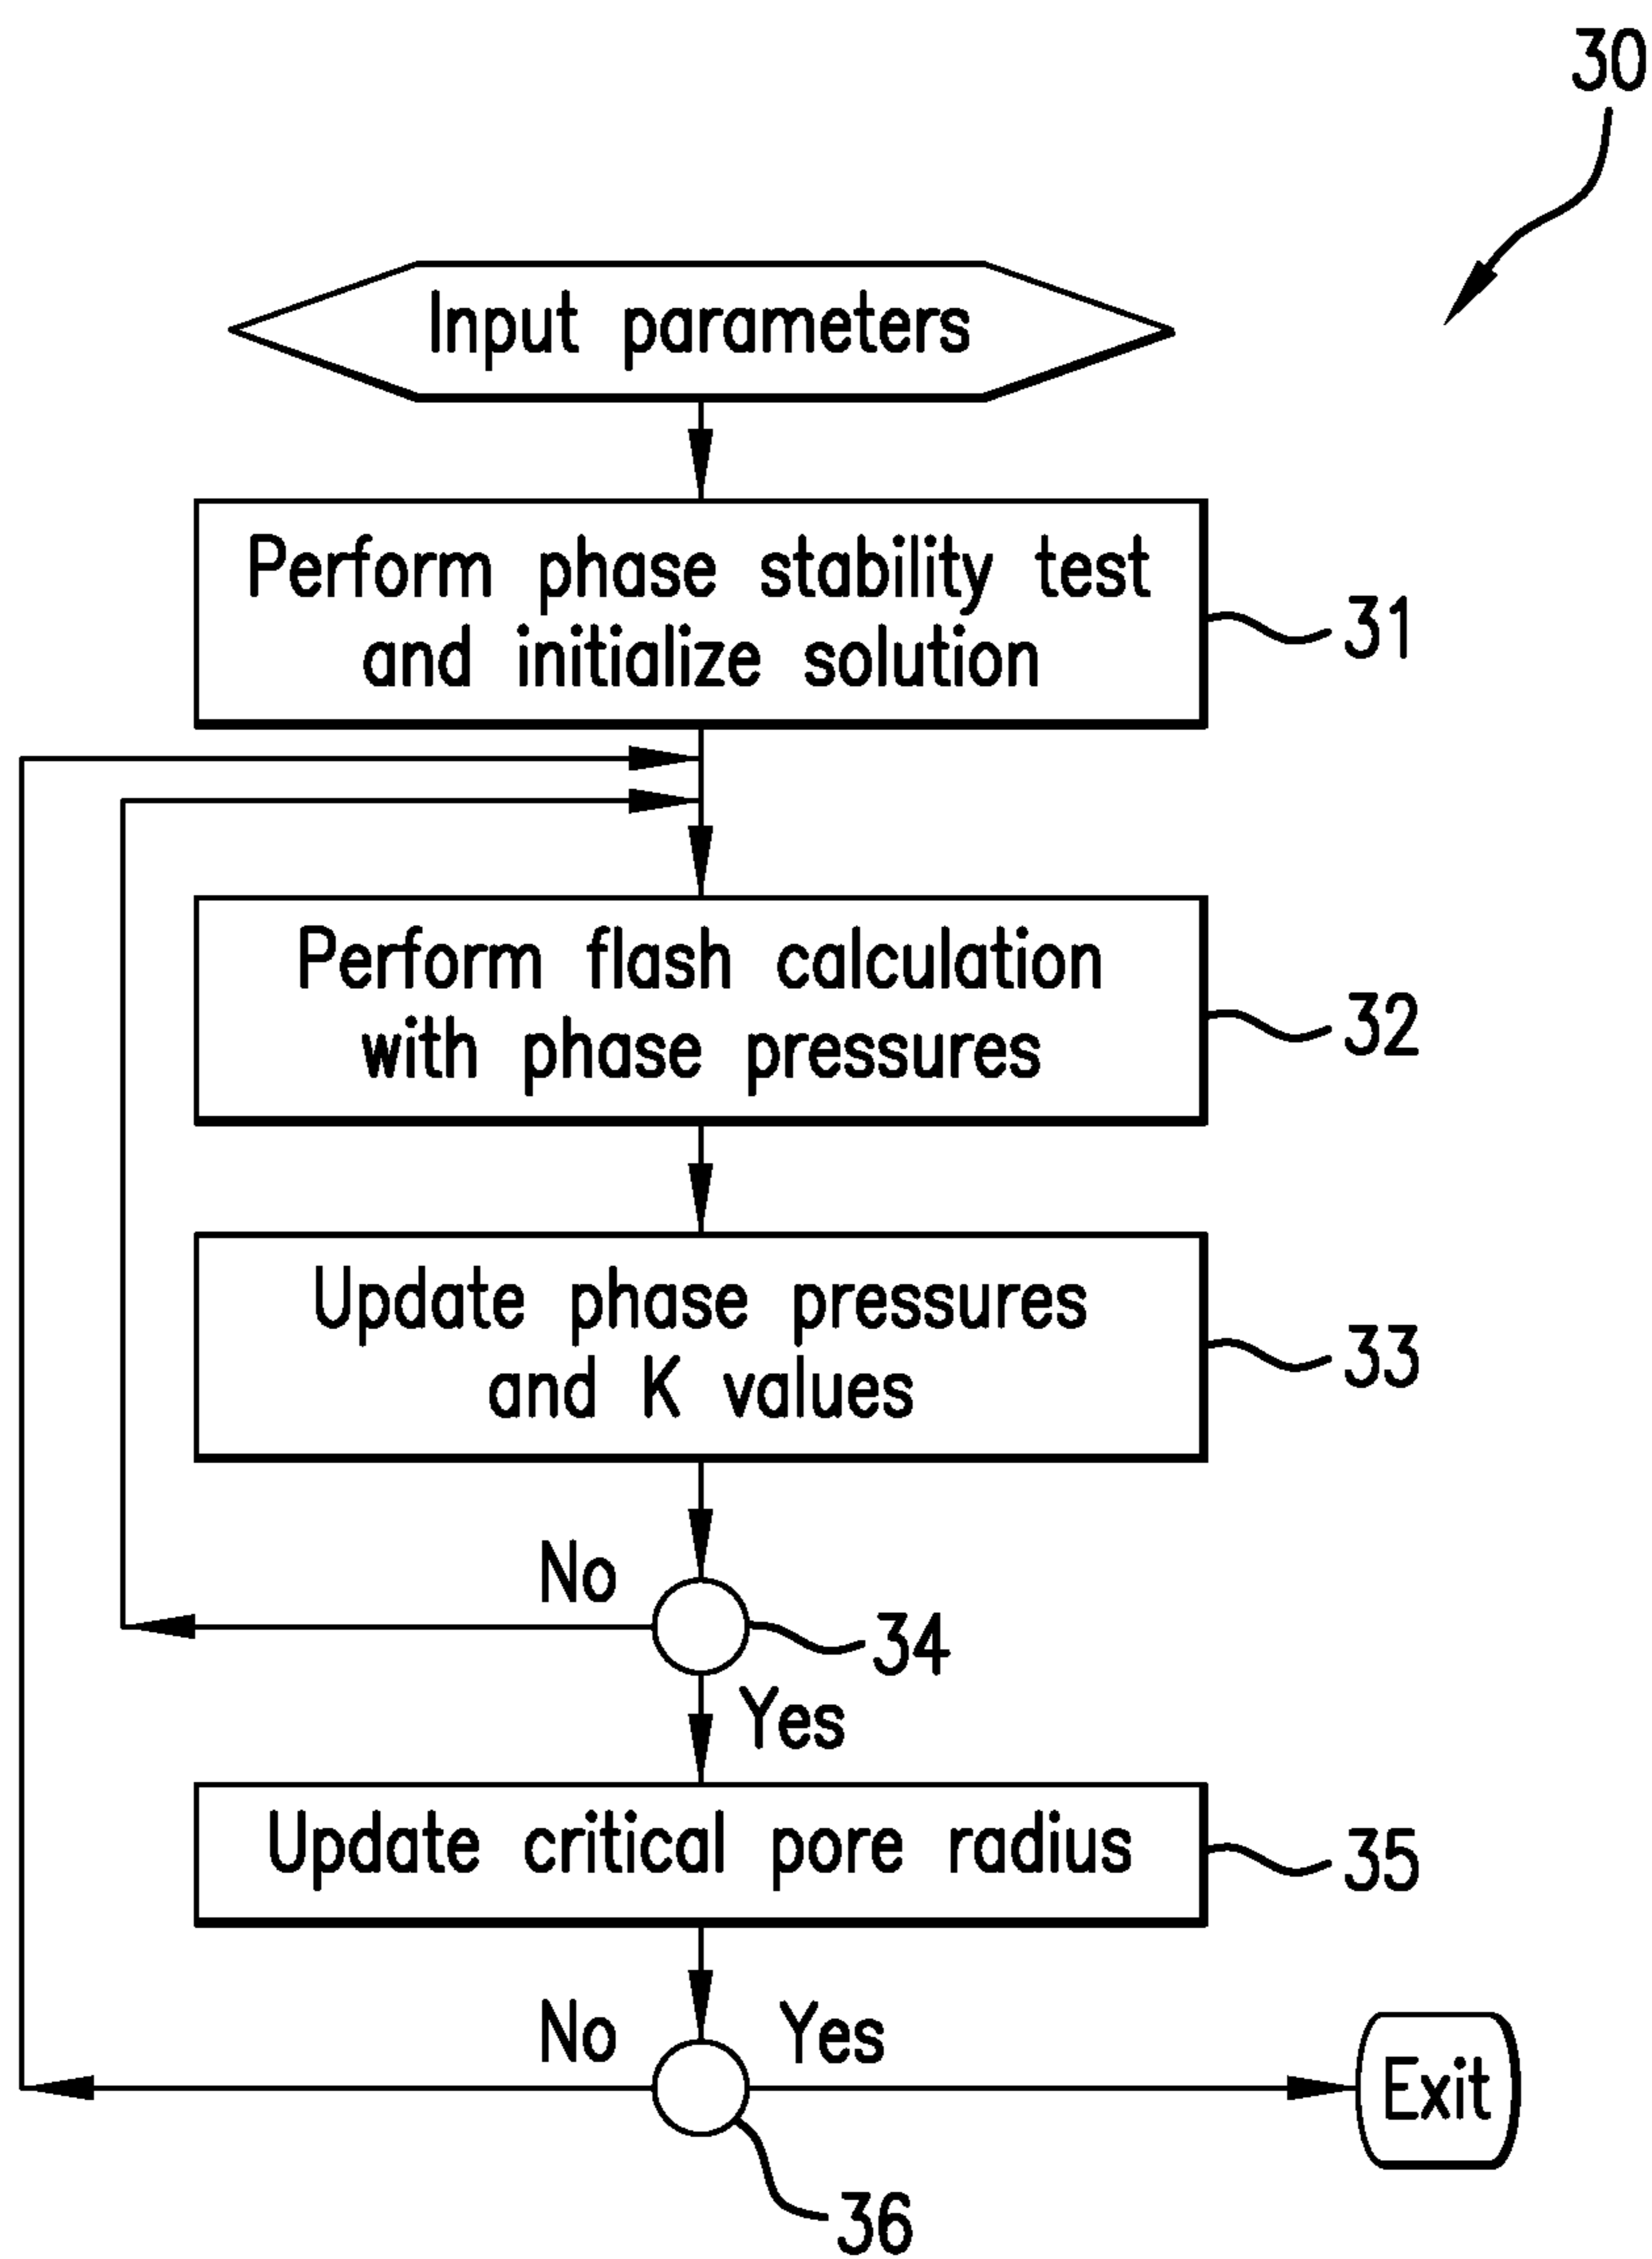 30
Input parameters
Perform phase stability test
and initialize solution
31
Perform flash calculation
with phase pressures
32
Update phase pressures
and K values
33
No
34
Yes
Update critical pore radius
35
No
Yes
Exit
36